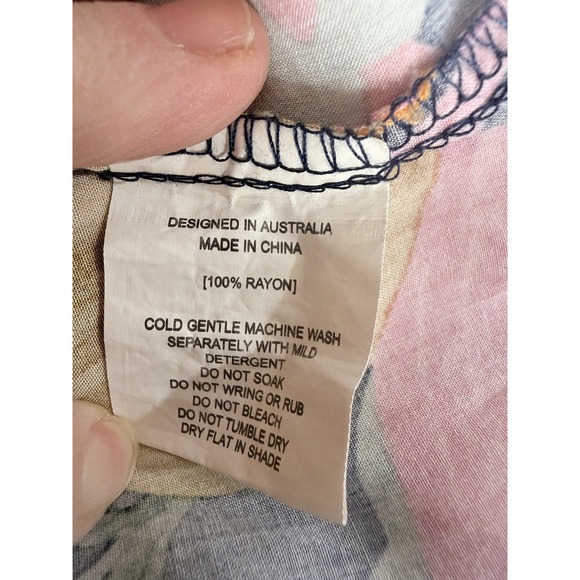 DESIGNED IN AUSTRALIA
MADE IN CHINA
[100% RAYON]
COLD GENTLE MACHINE WASH
SEPARATELY WITH MILD
DETERGENT
DO NOT SOAK
DO NOT WRING OR RUB
DO NOT BLEACH
DO NOT TUMBLE DRY
DRY FLAT IN SHADE